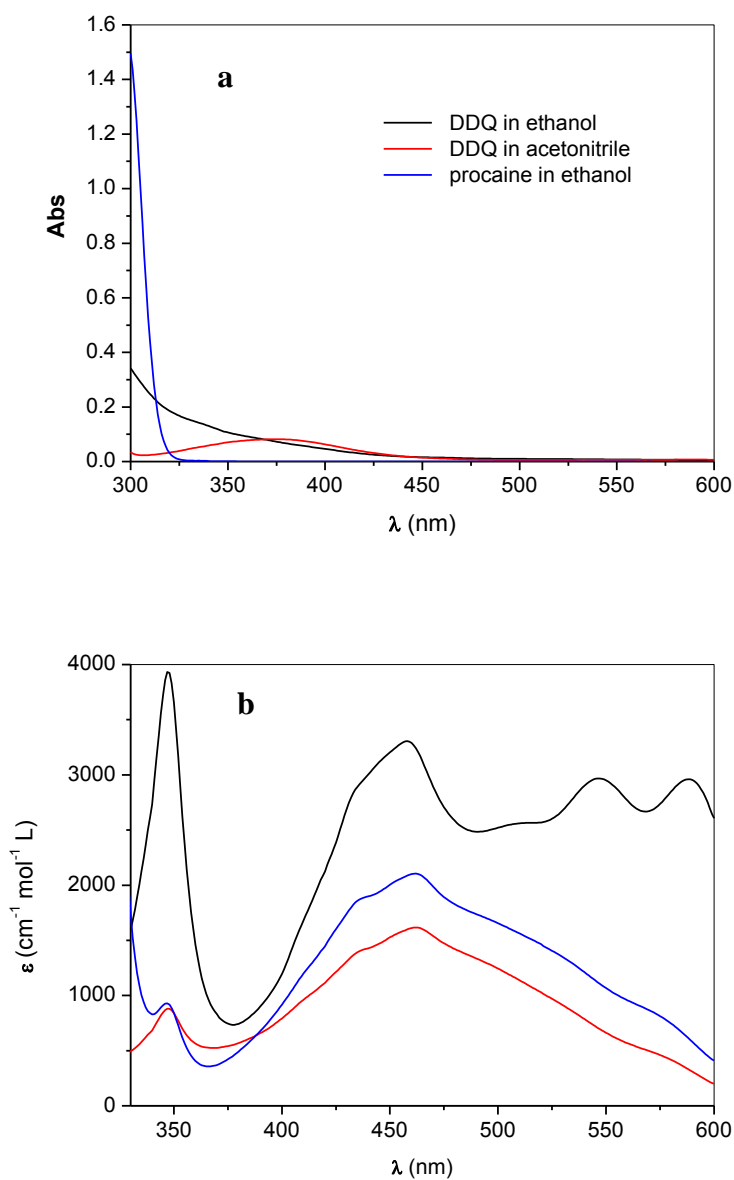 1.6
a
1.4
DDQ in ethanol
1.2
DDQ in acetonitrile
procaine in ethanol
1.0
Abs
0.8
0.6
0.4
0.2
0.0
300 350 400 450 500 550 600
λ (nm)
4000
b
3000
ε (cm⁻¹ mol⁻¹ L)
2000
1000
0
350 400 450 500 550 600
λ (nm)